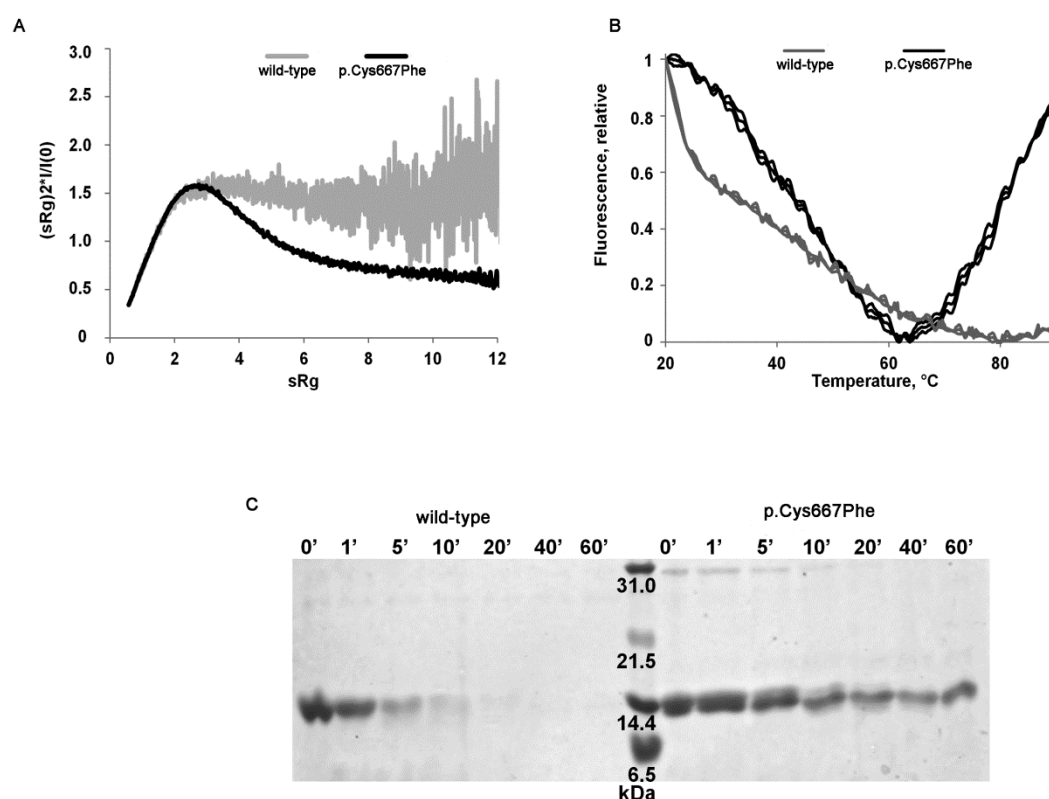 A
3.0
2.5
2.0
1.5
1.0
0.5
0
(sRg)2*I/I(0)
wild-type
p.Cys667Phe
0 2 4 6 8 10 12
sRg
B
1
0.8
0.6
0.4
0.2
0
Fluorescence, relative
wild-type
p.Cys667Phe
20 40 60 80
Temperature, °C
C
wild-type
p.Cys667Phe
0’ 1’ 5’ 10’ 20’ 40’ 60’
0’ 1’ 5’ 10’ 20’ 40’ 60’
31.0
21.5
14.4
6.5
kDa